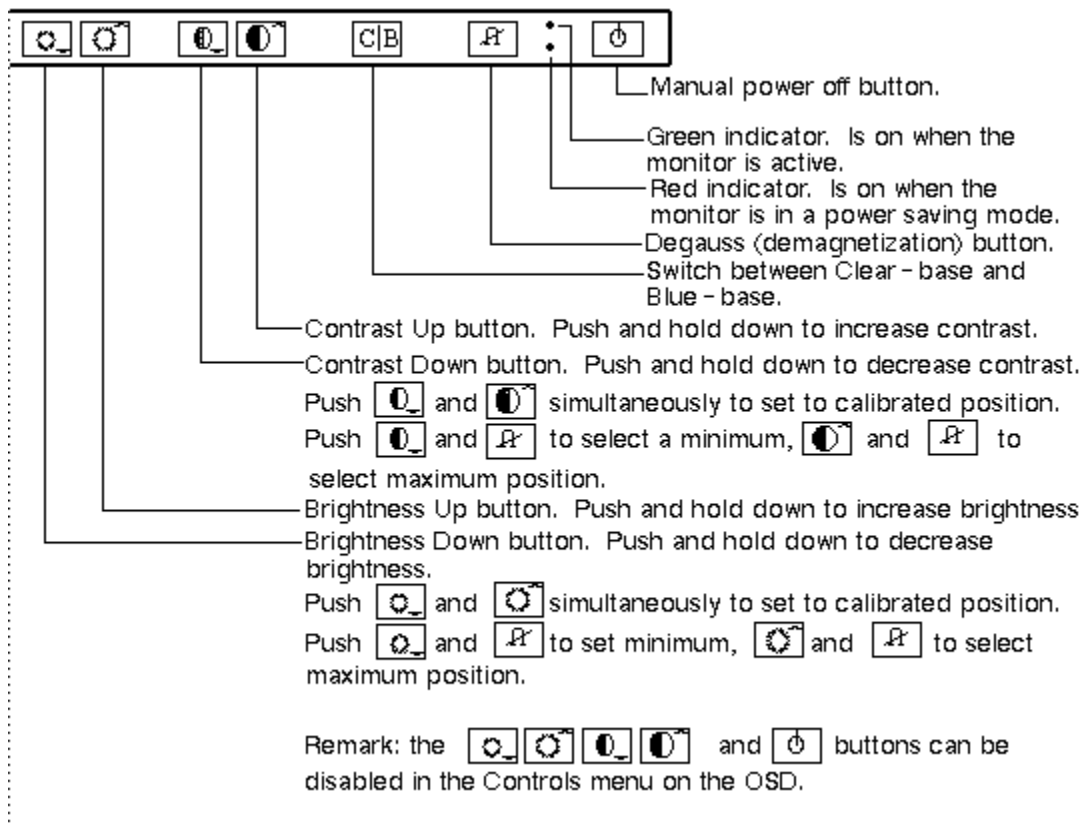 C|B
Manual power off button.
Green indicator. Is on when the
monitor is active.
Red indicator. Is on when the
monitor is in a power saving mode.
Degauss (demagnetization) button.
Switch between Clear-base and
Blue-base.
Contrast Up button. Push and hold down to increase contrast.
Contrast Down button. Push and hold down to decrease contrast.
Push and simultaneously to set to calibrated position.
Push and to select a minimum, and to
select maximum position.
Brightness Up button. Push and hold down to increase brightness
Brightness Down button. Push and hold down to decrease
brightness.
Push and simultaneously to set to calibrated position.
Push and to set minimum, and to select
maximum position.
Remark: the and buttons can be
disabled in the Controls menu on the OSD.